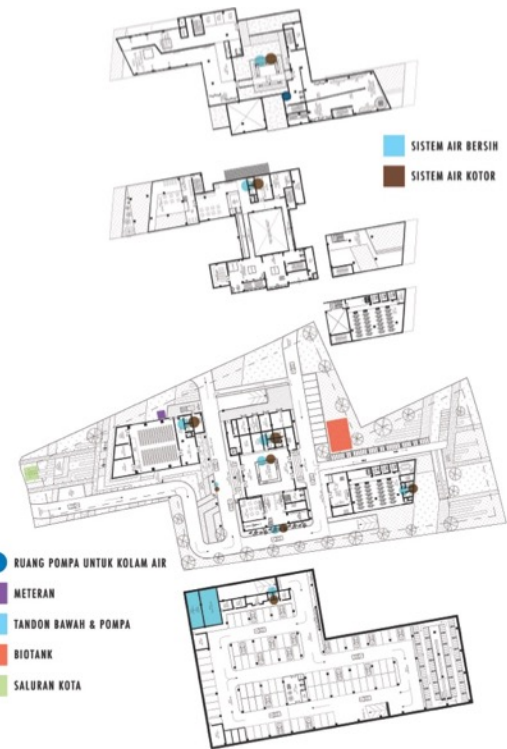 SISTEM AIR BERSIH
SISTEM AIR KOTOR
RUANG POMPA UNTUK KOLAM AIR
METERAN
TANDON BAWAH & POMPA
BIOTANK
SALURAN KOTA